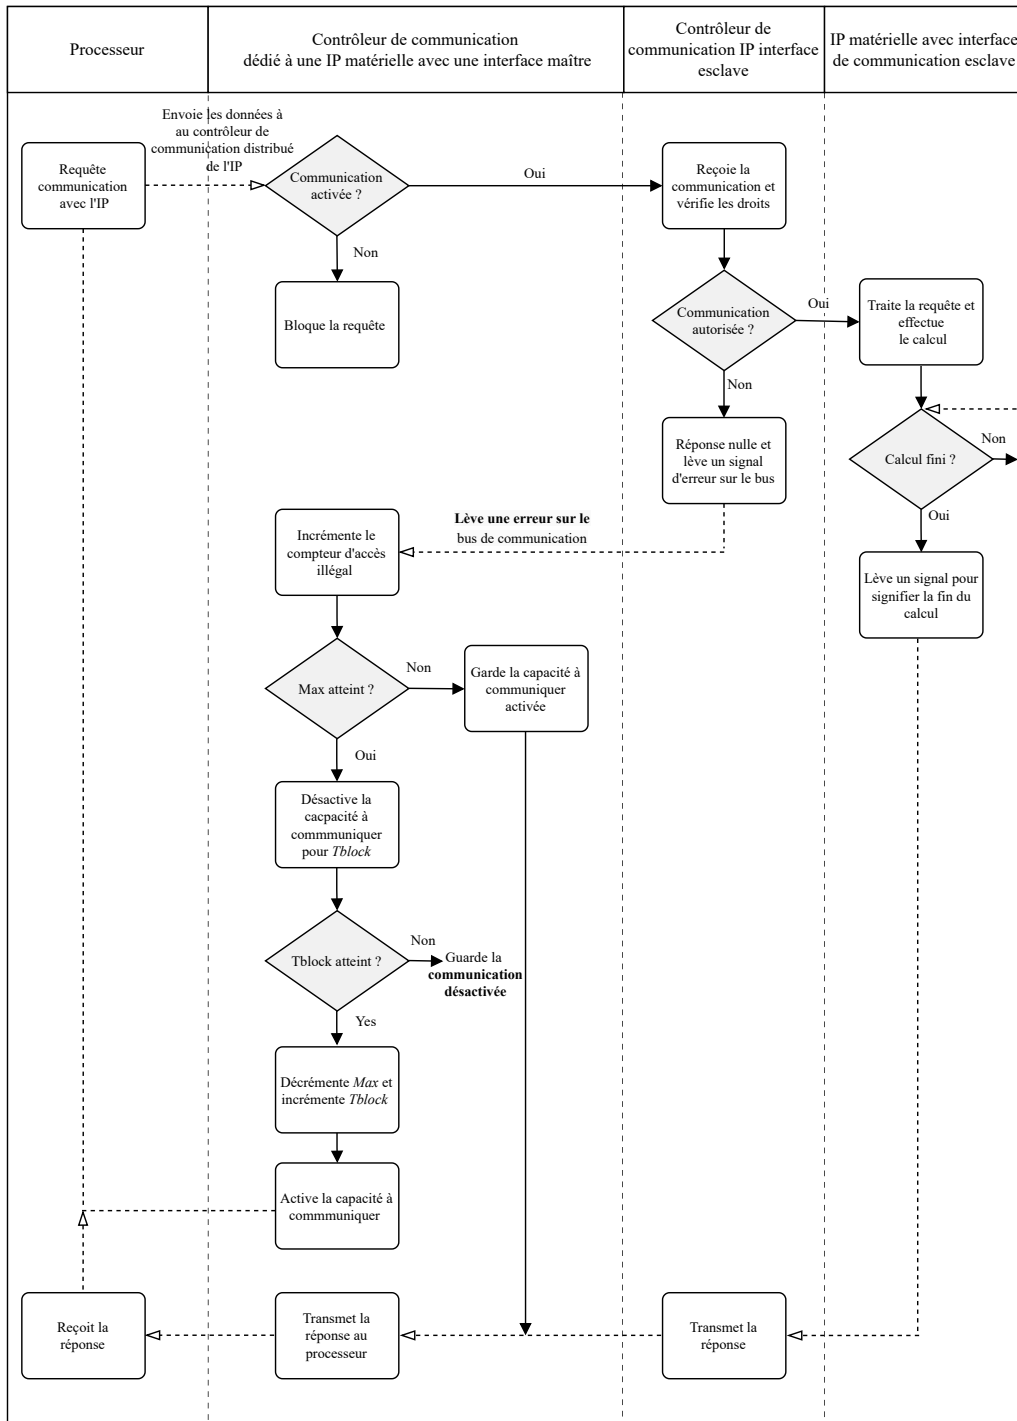 Processeur
Contrôleur de communication
dédié à une IP matérielle avec une interface maître
Contrôleur de
communication IP interface
esclave
IP matérielle avec interface
de communication esclave
Envoie les données à
au contrôleur de
communication distribué
de l'IP
Requête
communication
avec l'IP
Communication
activée ?
Oui
Reçoie la
communication et
vérifie les droits
Non
Bloque la requête
Communication
autorisée ?
Oui
Traite la requête et
effectue
le calcul
Non
Réponse nulle et
lève un signal
d'erreur sur le bus
Calcul fini ?
Non
Oui
Lève une erreur sur le
bus de communication
Incrémente le
compteur d'accès
illégal
Lève un signal pour
signifier la fin du
calcul
Max atteint ?
Non
Garde la capacité à
communiquer
activée
Oui
Désactive la
cacpacité à
commmuniquer
pour Tblock
Tblock atteint ?
Non
Guarde la
communication
désactivée
Yes
Décrémente Max et
incrémente Tblock
Active la capacité à
commmuniquer
Reçoit la
réponse
Transmet la
réponse au
processeur
Transmet la
réponse